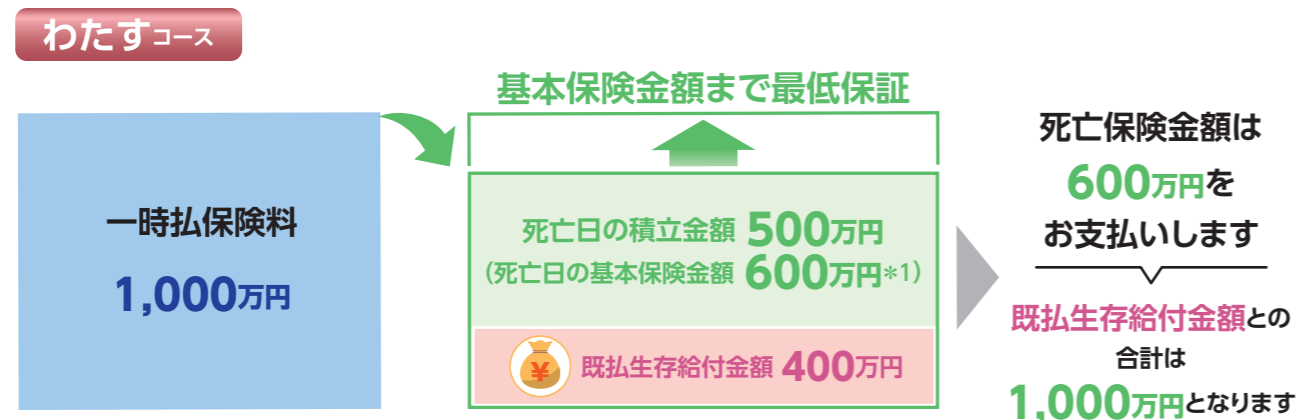 わたすコース
基本保険金額まで最低保証
一時払保険料
1,000万円
死亡日の積立金額 500万円
（死亡日の基本保険金額 600万円＊1）
¥ 既払生存給付金額 400万円
死亡保険金額は
600万円を
お支払いします
既払生存給付金額との
合計は
1,000万円となります